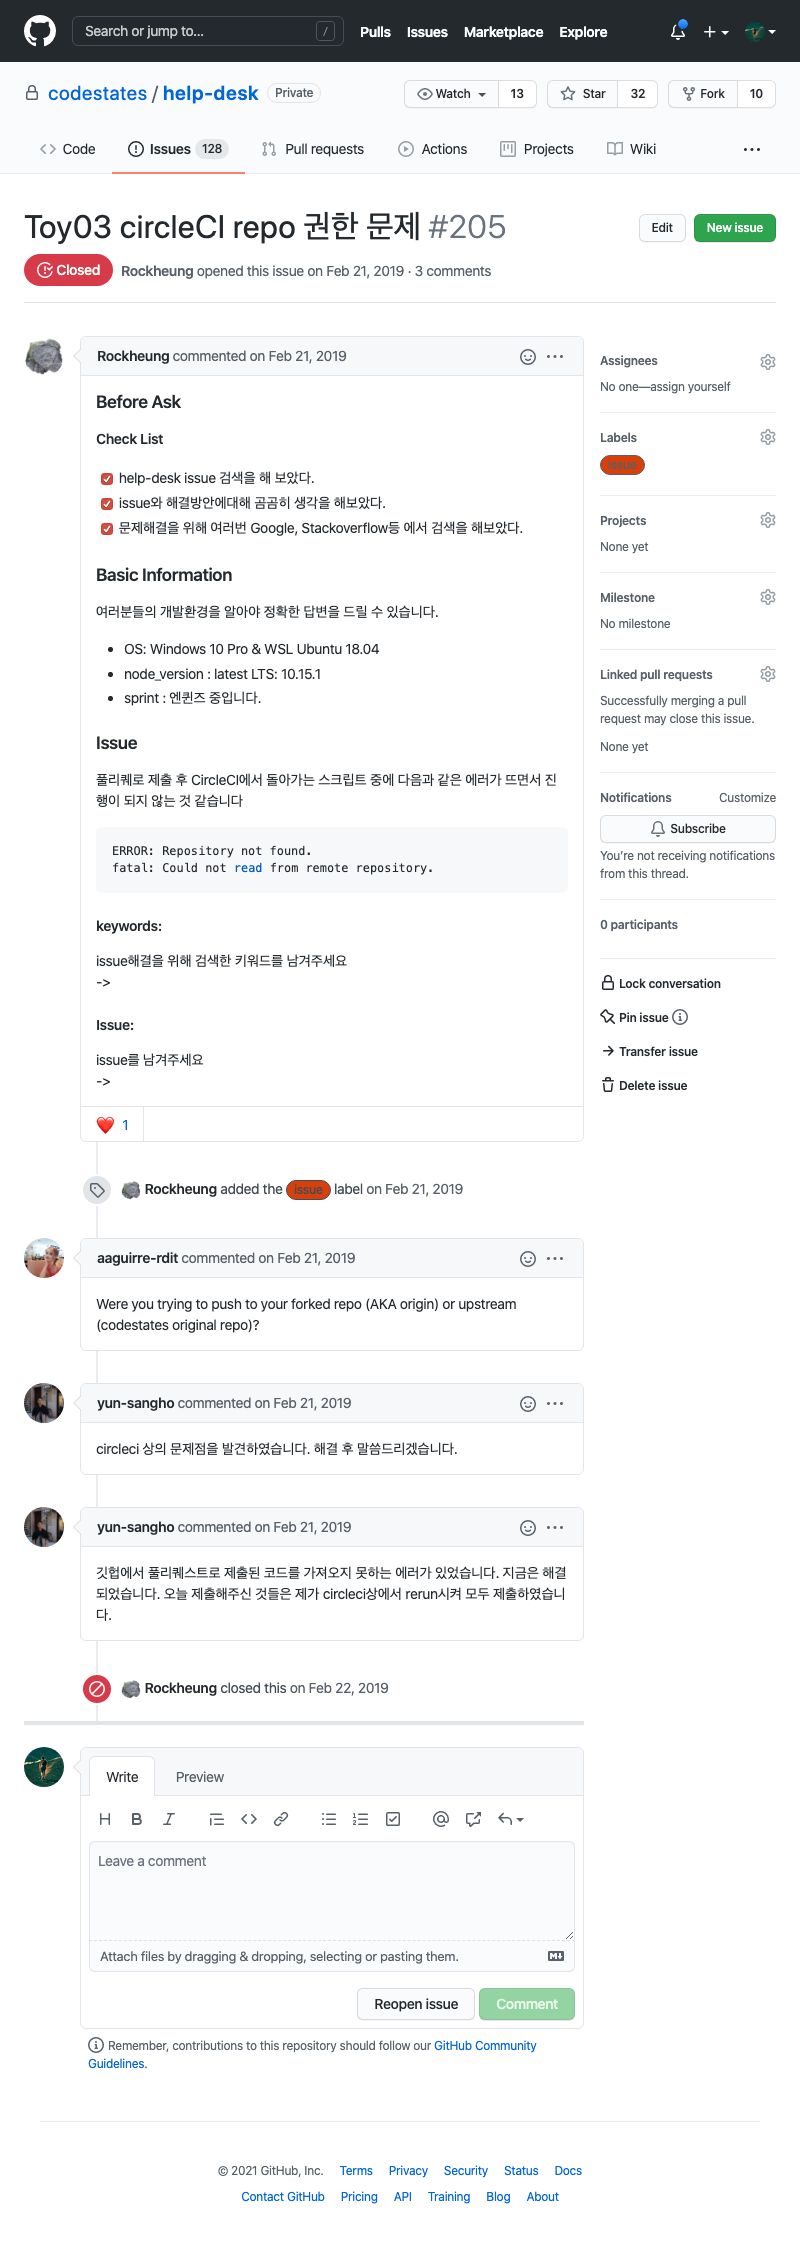 Search or jump to... /
Pulls Issues Marketplace Explore
codestates / help-desk Private
Watch 13 Star 32 Fork 10
Code Issues 128 Pull requests Actions Projects Wiki ...
Toy03 circleCI repo 권한 문제 #205
Edit New issue
Closed Rockheung opened this issue on Feb 21, 2019 · 3 comments
Rockheung commented on Feb 21, 2019
Before Ask
Check List
help-desk issue 검색을 해 보았다.
issue와 해결방안에대해 곰곰히 생각을 해보았다.
문제해결을 위해 여러번 Google, Stackoverflow등 에서 검색을 해보았다.
Basic Information
여러분들의 개발환경을 알아야 정확한 답변을 드릴 수 있습니다.
• OS: Windows 10 Pro & WSL Ubuntu 18.04
• node_version : latest LTS: 10.15.1
• sprint : 엔퀸즈 중입니다.
Issue
풀리퀘로 제출 후 CircleCI에서 돌아가는 스크립트 중에 다음과 같은 에러가 뜨면서 진
행이 되지 않는 것 같습니다
ERROR: Repository not found.
fatal: Could not read from remote repository.
keywords:
issue해결을 위해 검색한 키워드를 남겨주세요
->
Issue:
issue를 남겨주세요
->
❤️ 1
Rockheung added the issue label on Feb 21, 2019
aaguirre-rdit commented on Feb 21, 2019
Were you trying to push to your forked repo (AKA origin) or upstream
(codestates original repo)?
yun-sangho commented on Feb 21, 2019
circleci 상의 문제점을 발견하였습니다. 해결 후 말씀드리겠습니다.
yun-sangho commented on Feb 21, 2019
깃헙에서 풀리퀘스트로 제출된 코드를 가져오지 못하는 에러가 있었습니다. 지금은 해결
되었습니다. 오늘 제출해주신 것들은 제가 circleci상에서 rerun시켜 모두 제출하였습니
다.
Rockheung closed this on Feb 22, 2019
Assignees
No one—assign yourself
Labels
issue
Projects
None yet
Milestone
No milestone
Linked pull requests
Successfully merging a pull
request may close this issue.
None yet
Notifications Customize
Subscribe
You're not receiving notifications
from this thread.
0 participants
Lock conversation
Pin issue
Transfer issue
Delete issue
Write Preview
H B I
Leave a comment
Attach files by dragging & dropping, selecting or pasting them.
Reopen issue Comment
Remember, contributions to this repository should follow our GitHub Community
Guidelines.
© 2021 GitHub, Inc. Terms Privacy Security Status Docs
Contact GitHub Pricing API Training Blog About